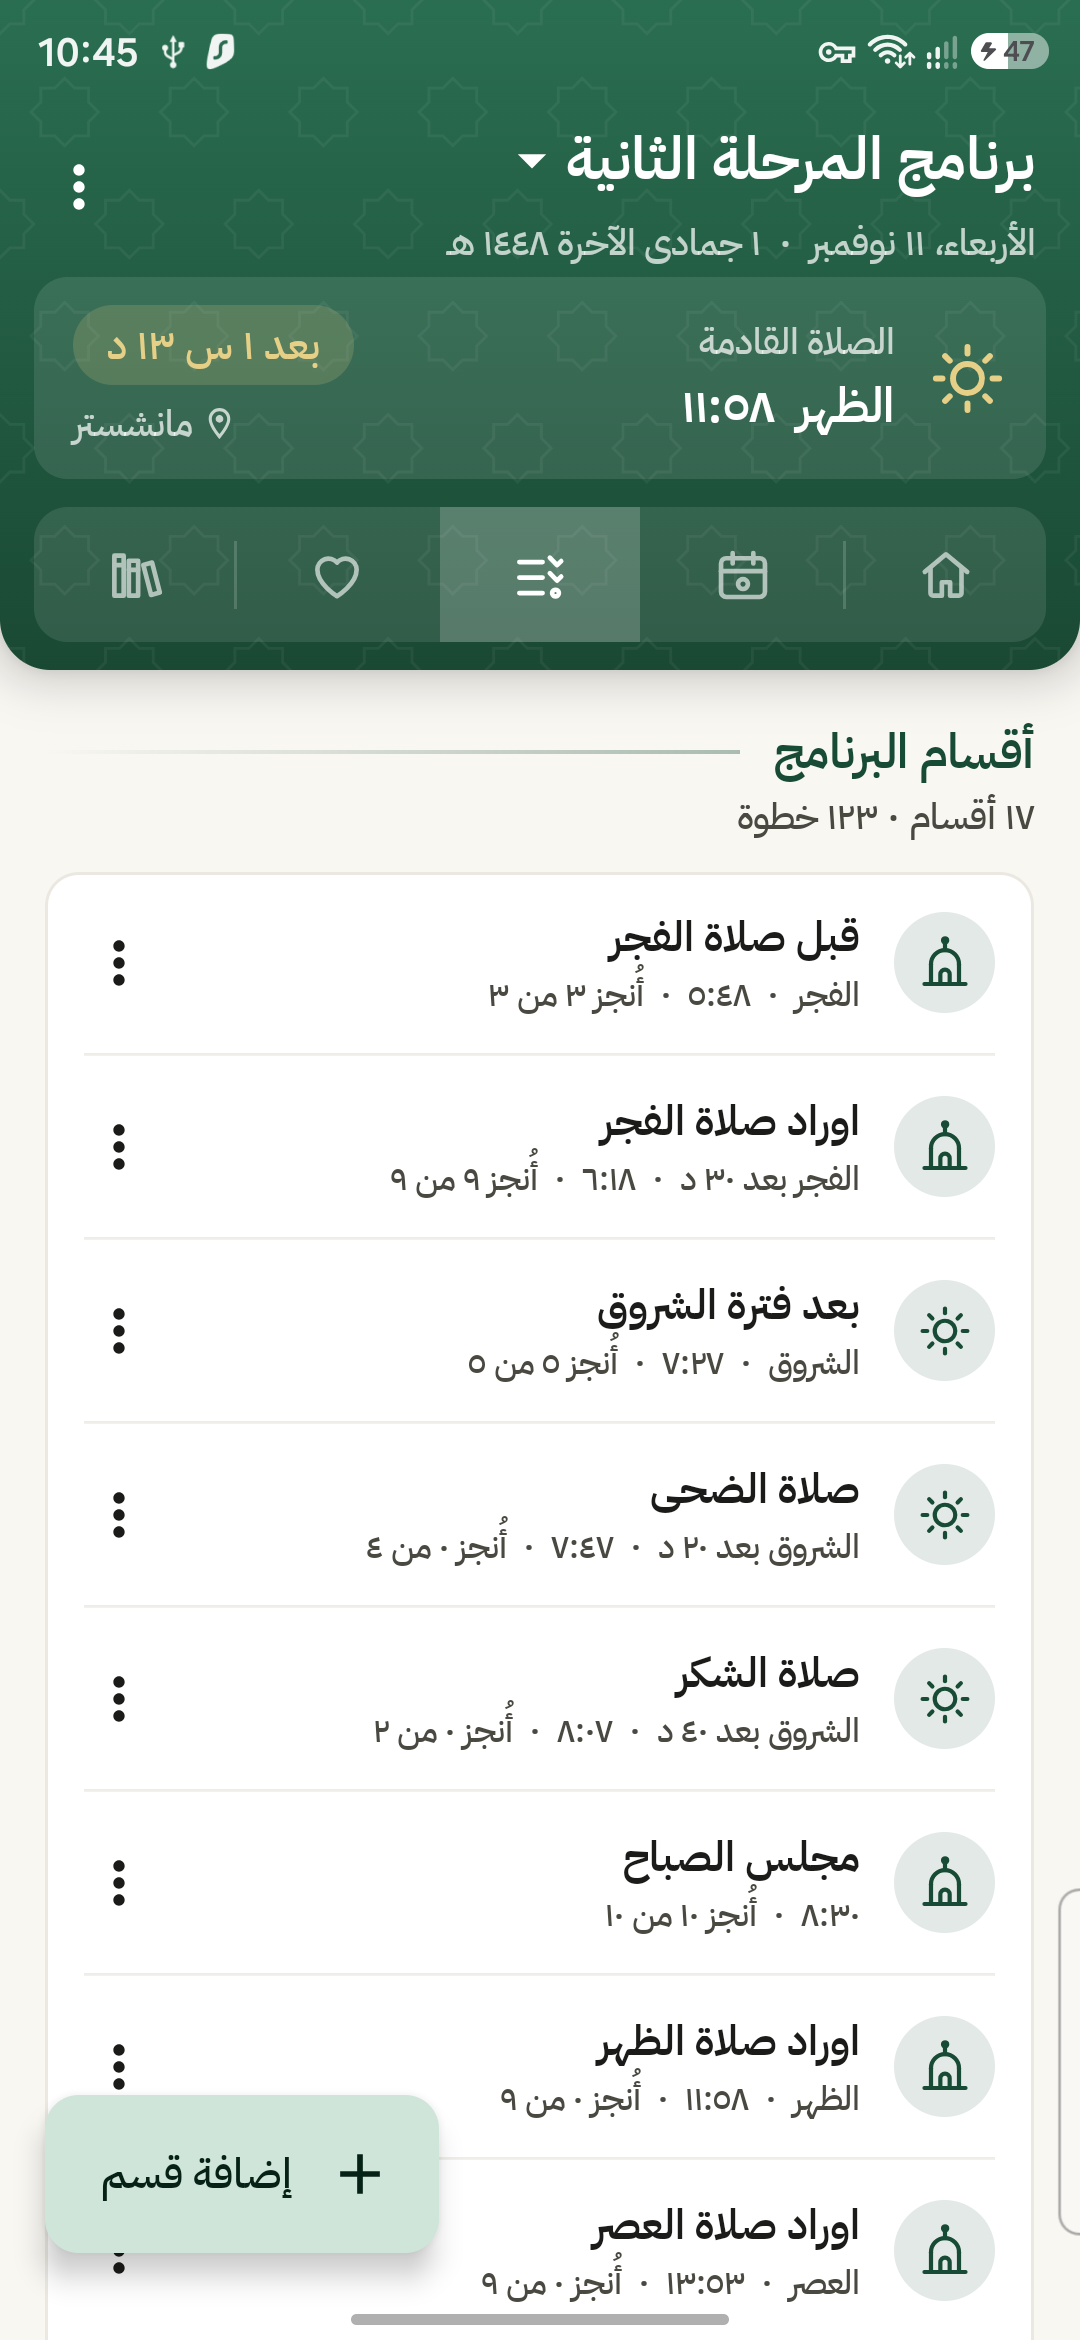 10:45
47
برنامج المرحلة الثانية
الأربعاء، ١١ نوفمبر · ١ جمادى الآخرة ١٤٤٨ هـ
الصلاة القادمة
الظهر ١١:٥٨
بعد ١ س ١٣ د
مانشستر
أقسام البرنامج
١٧ أقسام · ١٢٣ خطوة
قبل صلاة الفجر
الفجر · ٥:٤٨ · أُنجز ٣ من ٣
اوراد صلاة الفجر
الفجر بعد ٣٠ د · ٦:١٨ · أُنجز ٩ من ٩
بعد فترة الشروق
الشروق · ٧:٢٧ · أُنجز ٥ من ٥
صلاة الضحى
الشروق بعد ٢٠ د · ٧:٤٧ · أُنجز ٠ من ٤
صلاة الشكر
الشروق بعد ٤٠ د · ٨:٠٧ · أُنجز ٠ من ٢
مجلس الصباح
٨:٣٠ · أُنجز ١٠ من ١٠
اوراد صلاة الظهر
الظهر · ١١:٥٨ · أُنجز ٠ من ٩
إضافة قسم
اوراد صلاة العصر
العصر · ١٣:٥٣ · أُنجز ٠ من ٩